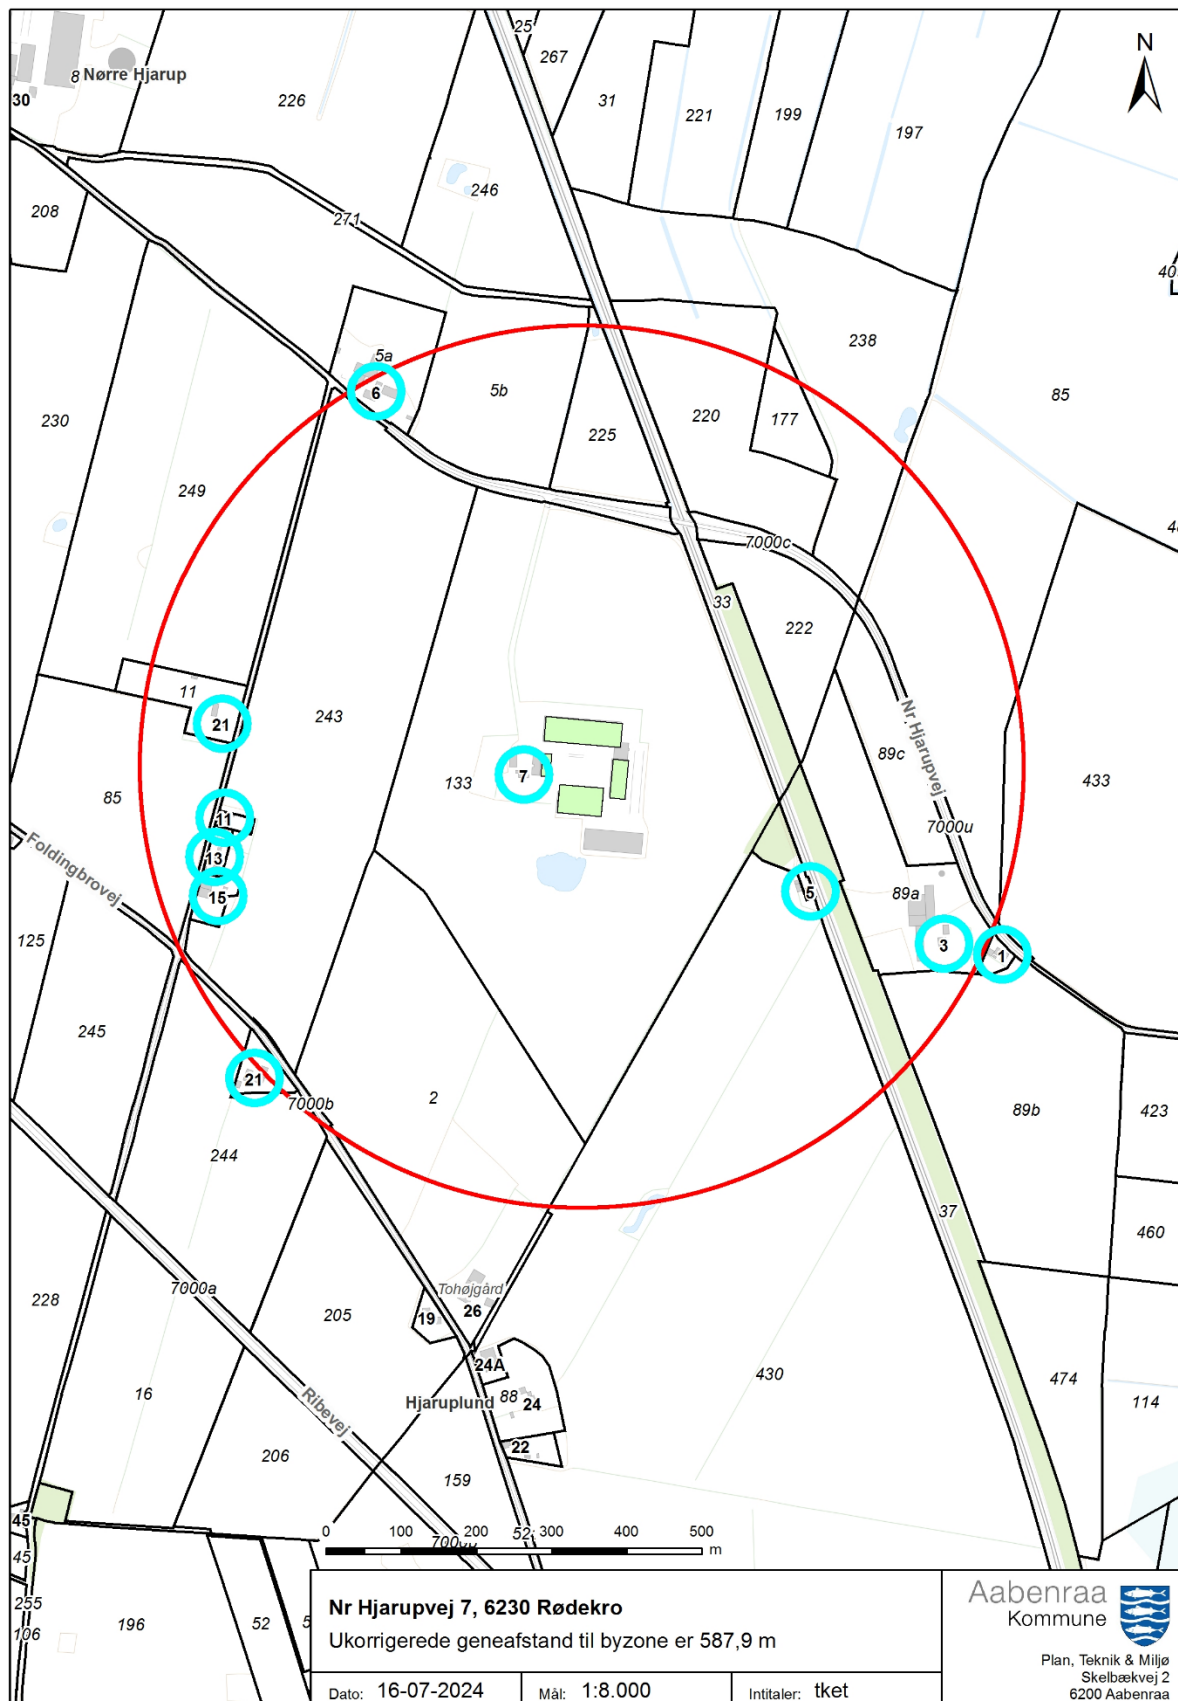 25
267
N
8 Nørre Hjarup
30
226
31
221
199
197
208
246
271
40
238
5a
6
5b
85
230
220
177
225
249
7000c
33
222
11
21
243
Nr Hjarupvej
89c
433
133
7
85
11
7000u
Foldingbrovej
13
15
5
89a
3
1
125
245
21
7000b
2
89b
423
244
37
460
7000a
Tohøjgård
228
205
19
26
24A
430
474
16
Ribevej
Hjaruplund
88
24
114
22
206
159
45
45
0 100 200 300 400 500
m
52
255
106
196
52
5
Nr Hjarupvej 7, 6230 Rødekro
Ukorrigerede geneafstand til byzone er 587,9 m
Dato: 16-07-2024
Mål: 1:8.000
Intitaler: tket
Aabenraa
Kommune
Plan, Teknik & Miljø
Skelbækvej 2
6200 Aabenraa